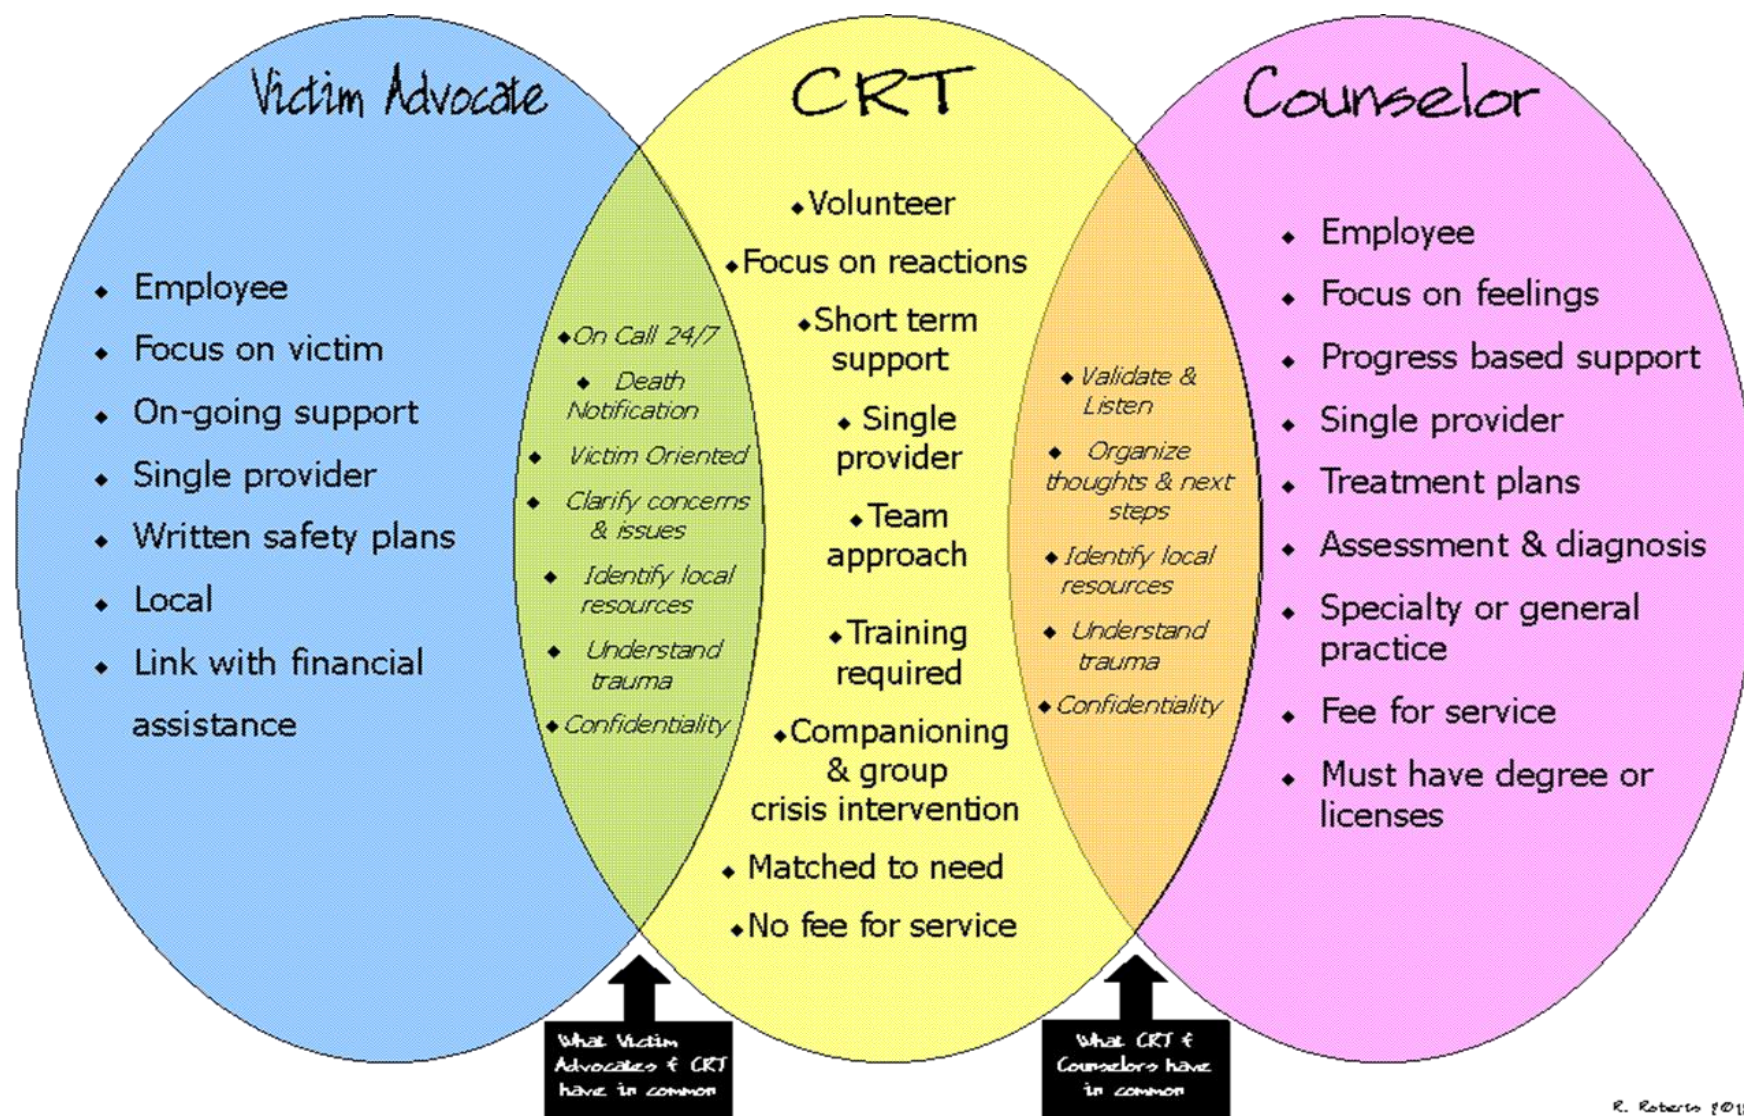 Victim Advocate
◆ Employee
◆ Focus on victim
◆ On-going support
◆ Single provider
◆ Written safety plans
◆ Local
◆ Link with financial
assistance
◆On Call 24/7
◆ Death
Notification
◆ Victim Oriented
◆ Clarify concerns
& issues
◆ Identify local
resources
◆ Understand
trauma
◆Confidentiality
CRT
◆Volunteer
◆Focus on reactions
◆Short term
support
◆ Single
provider
◆Team
approach
◆Training
required
◆Companioning
& group
crisis intervention
◆ Matched to need
◆No fee for service
◆ Validate &
Listen
◆ Organize
thoughts & next
steps
◆Identify local
resources
◆ Understand
trauma
◆Confidentiality
Counselor
◆ Employee
◆ Focus on feelings
◆ Progress based support
◆ Single provider
◆ Treatment plans
◆ Assessment & diagnosis
◆ Specialty or general
practice
◆ Fee for service
◆ Must have degree or
licenses
What Victim
Advocates & CRT
have in common
What CRT &
Counselors have
in common
R. Roberts